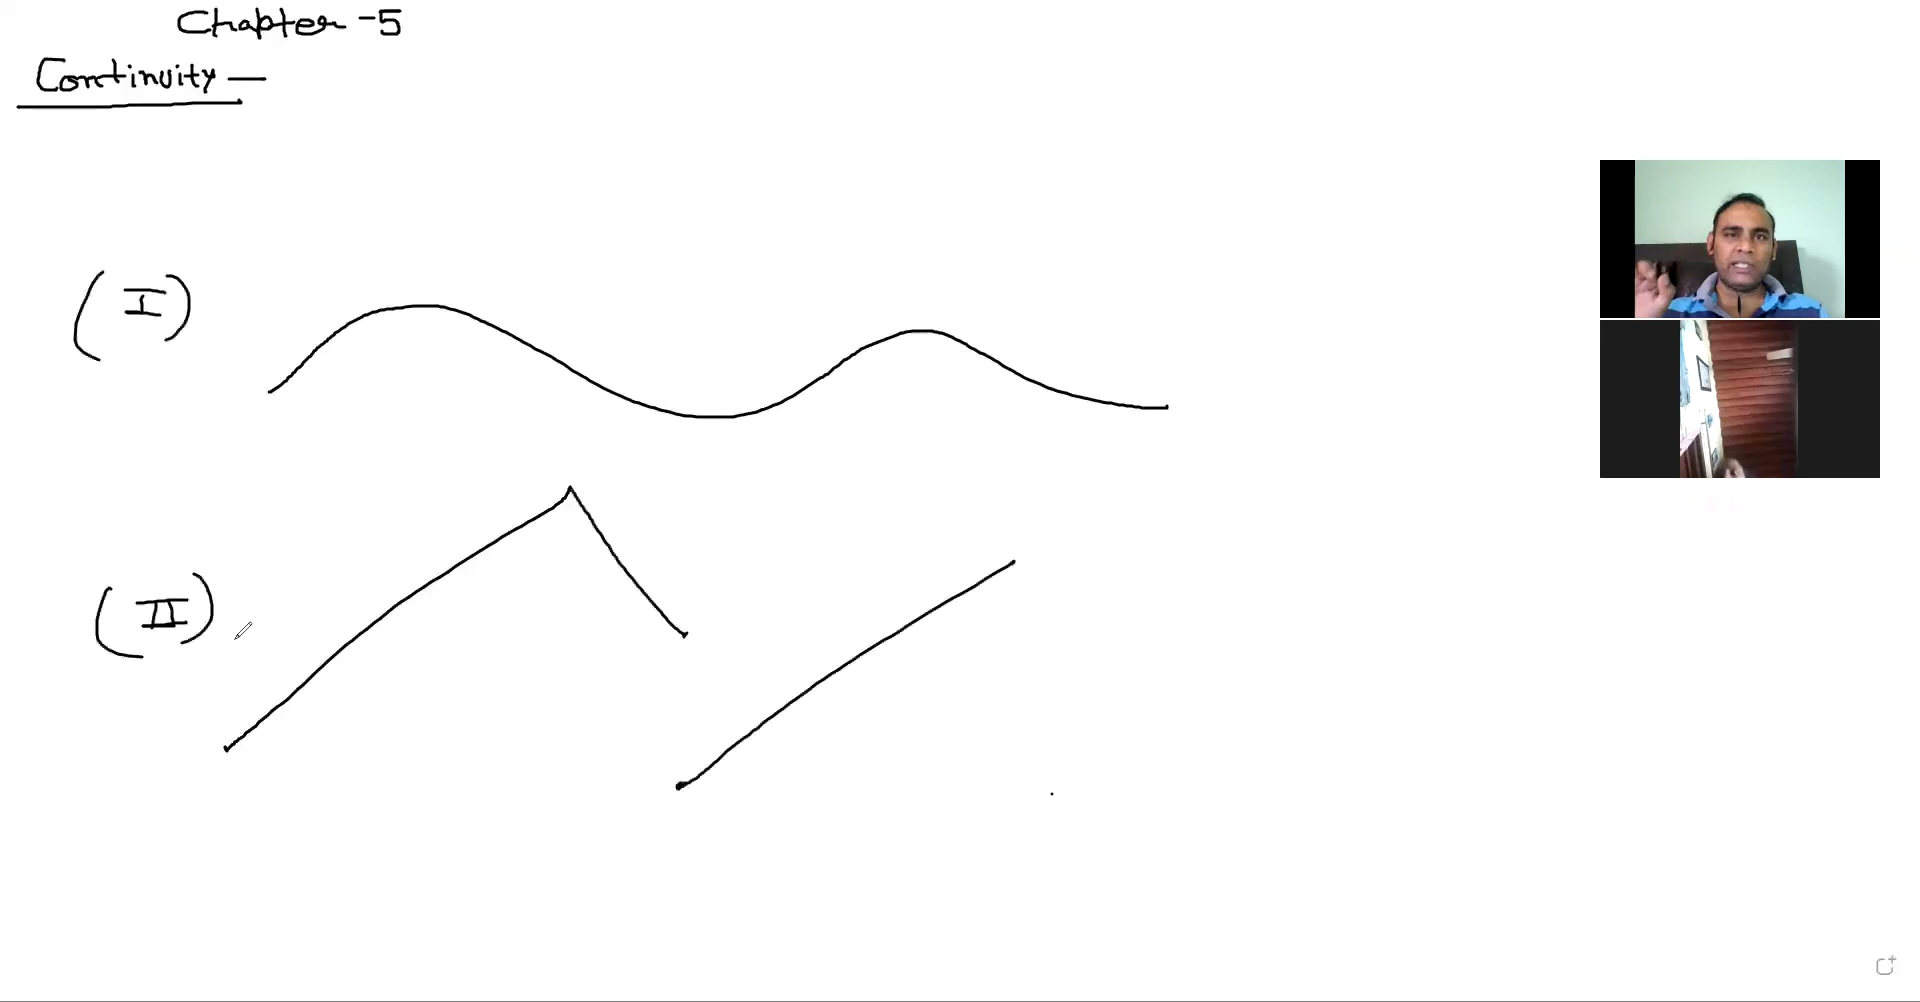 Chapter -5
Continuity —
(I)
(II)